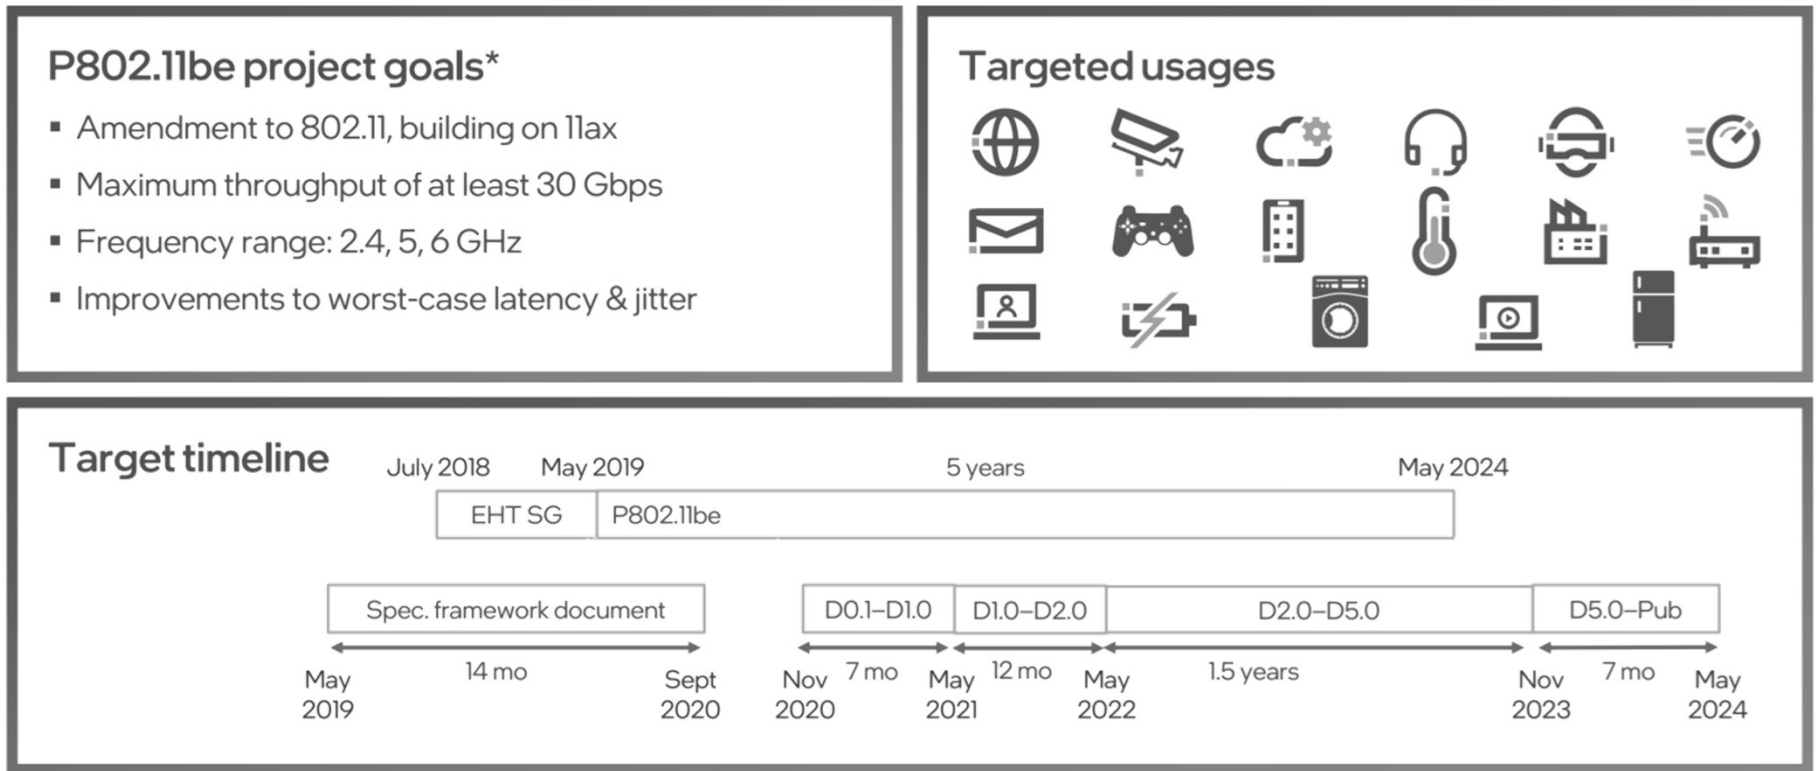 P802.11be project goals*
▪ Amendment to 802.11, building on 11ax
▪ Maximum throughput of at least 30 Gbps
▪ Frequency range: 2.4, 5, 6 GHz
▪ Improvements to worst-case latency & jitter
Targeted usages
Target timeline
July 2018 May 2019 5 years May 2024
EHT SG P802.11be
Spec. framework document D0.1–D1.0 D1.0–D2.0 D2.0–D5.0 D5.0–Pub
14 mo 7 mo 12 mo 1.5 years 7 mo
May Sept Nov May May Nov May
2019 2020 2020 2021 2022 2023 2024